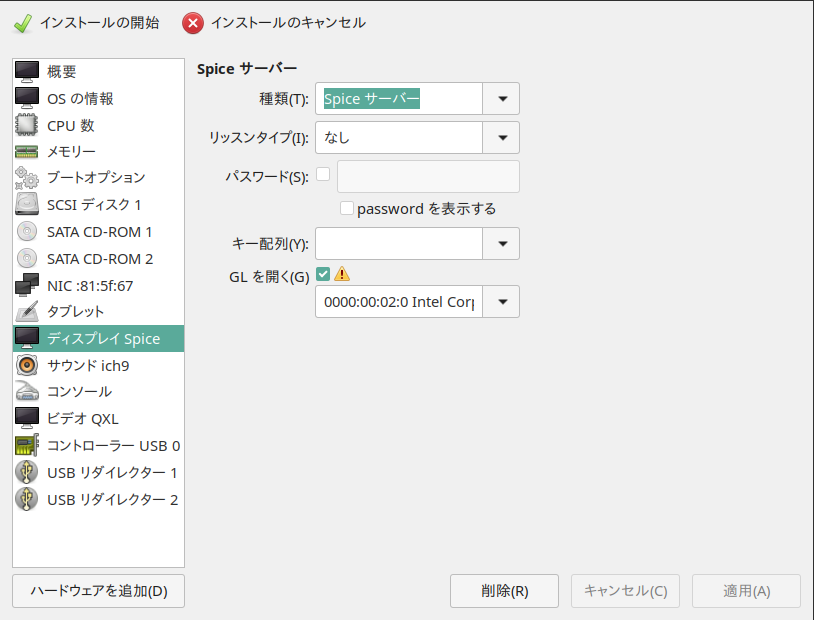 インストールの開始
インストールのキャンセル
概要
OS の情報
CPU 数
メモリー
ブートオプション
SCSI ディスク 1
SATA CD-ROM 1
SATA CD-ROM 2
NIC :81:5f:67
タブレット
ディスプレイ Spice
サウンド ich9
コンソール
ビデオ QXL
コントローラー USB 0
USB リダイレクター 1
USB リダイレクター 2
ハードウェアを追加(D)
Spice サーバー
種類(T): Spice サーバー
リッスンタイプ(I): なし
パスワード(S):
password を表示する
キー配列(Y):
GL を開く(G)
0000:00:02:0 Intel Corp
削除(R)
キャンセル(C)
適用(A)